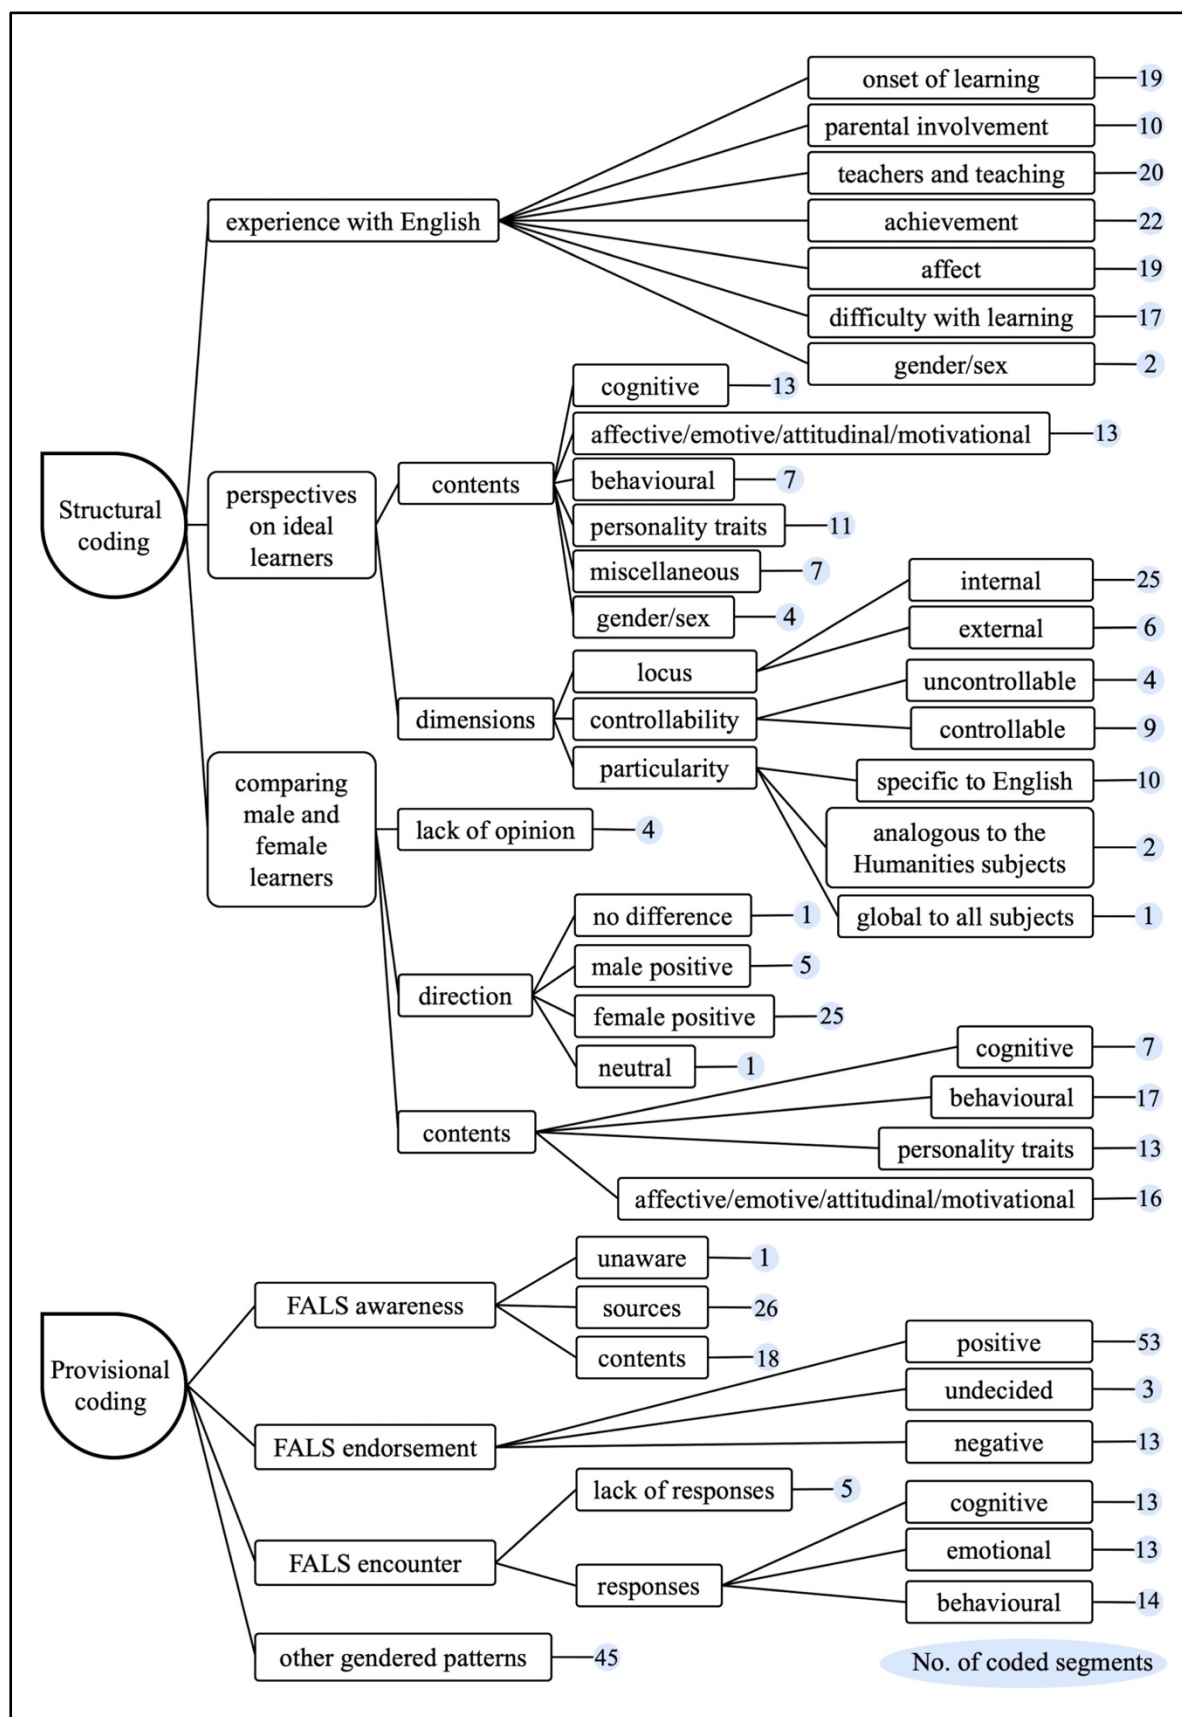 onset of learning 19
parental involvement 10
teachers and teaching 20
experience with English
achievement 22
affect 19
difficulty with learning 17
gender/sex 2
Structural
coding
perspectives
on ideal
learners
contents
cognitive 13
affective/emotive/attitudinal/motivational 13
behavioural 7
personality traits 11
miscellaneous 7
gender/sex 4
dimensions
locus
internal 25
external 6
controllability
uncontrollable 4
controllable 9
particularity
specific to English 10
analogous to the
Humanities subjects 2
global to all subjects 1
comparing
male and
female
learners
lack of opinion 4
direction
no difference 1
male positive 5
female positive 25
neutral 1
contents
cognitive 7
behavioural 17
personality traits 13
affective/emotive/attitudinal/motivational 16
Provisional
coding
FALS awareness
unaware 1
sources 26
contents 18
FALS endorsement
positive 53
undecided 3
negative 13
FALS encounter
lack of responses 5
responses
cognitive 13
emotional 13
behavioural 14
other gendered patterns 45
No. of coded segments